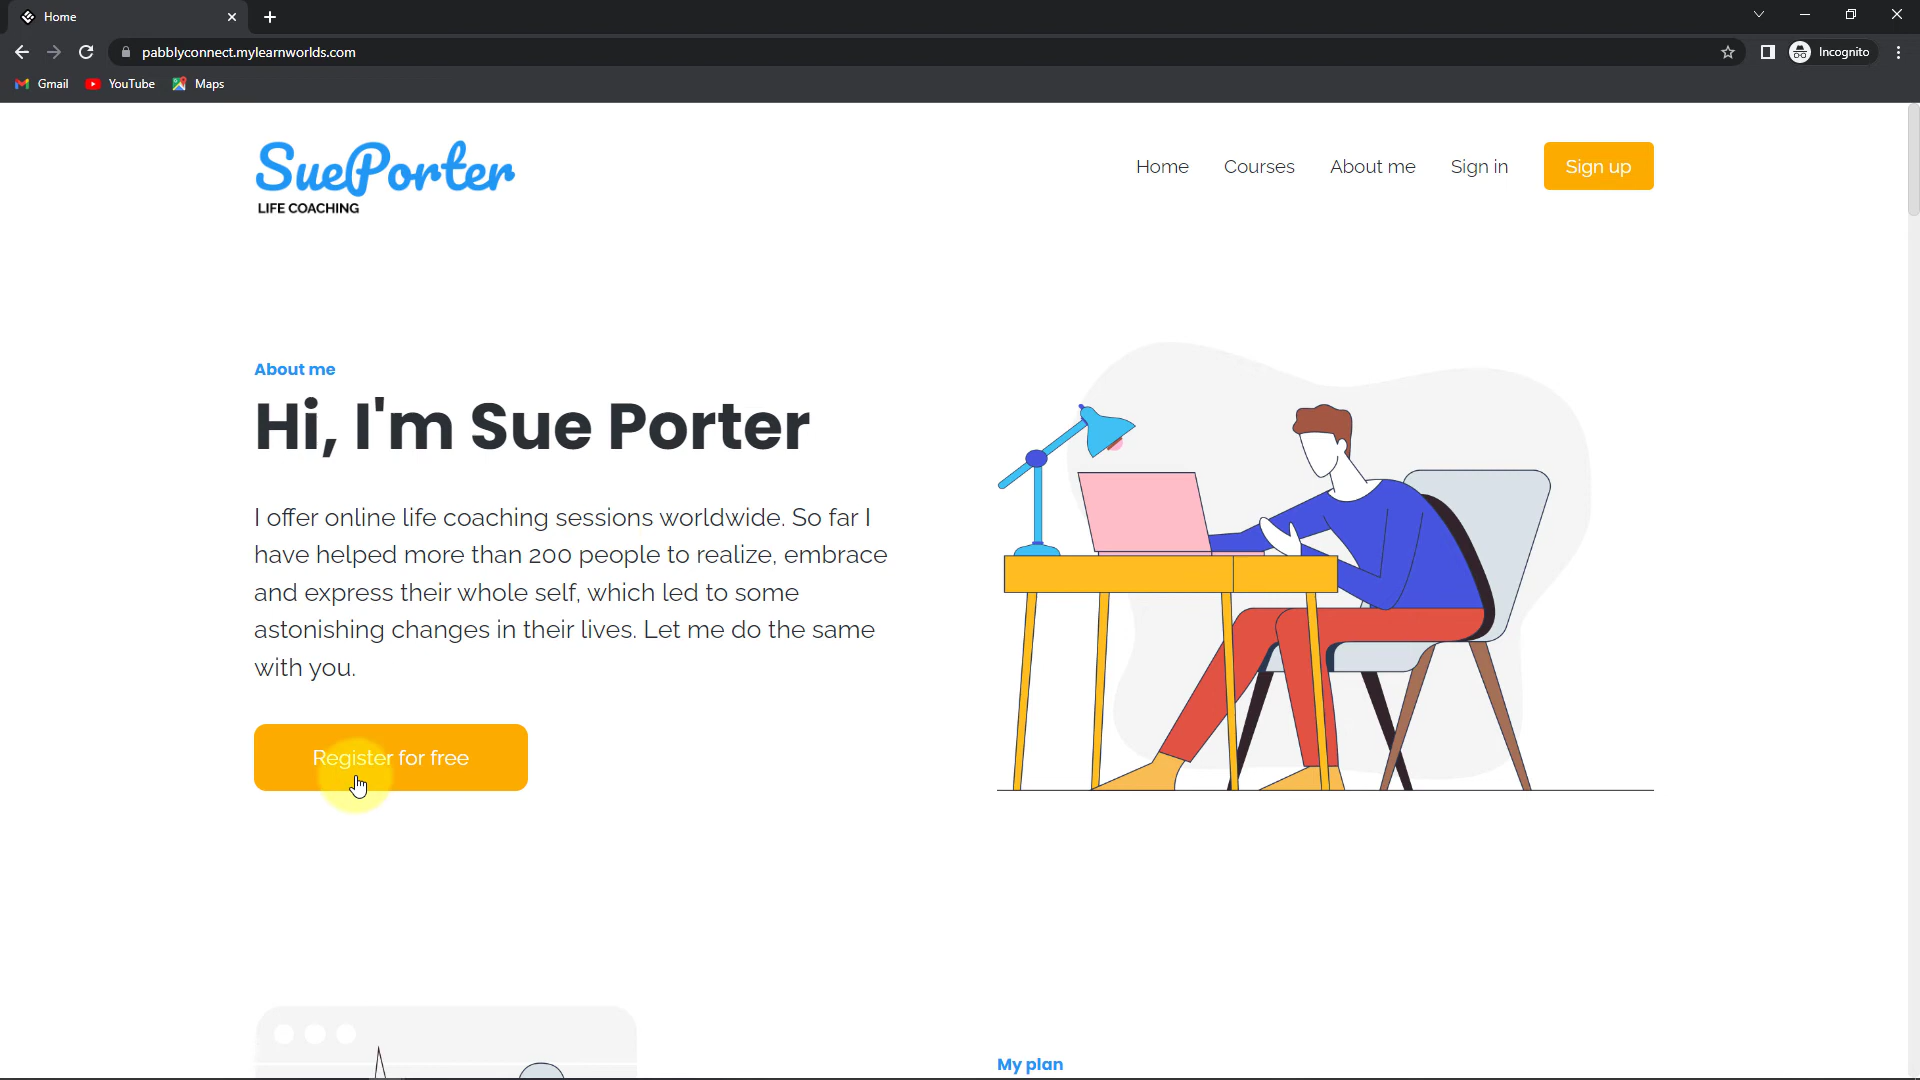 Home
pabblyconnect.mylearnworlds.com
Incognito
Gmail
YouTube
Maps
SuePorter
LIFE COACHING
Home
Courses
About me
Sign in
Sign up
About me
Hi, I'm Sue Porter
I offer online life coaching sessions worldwide. So far I
have helped more than 200 people to realize, embrace
and express their whole self, which led to some
astonishing changes in their lives. Let me do the same
with you.
Register for free
My plan